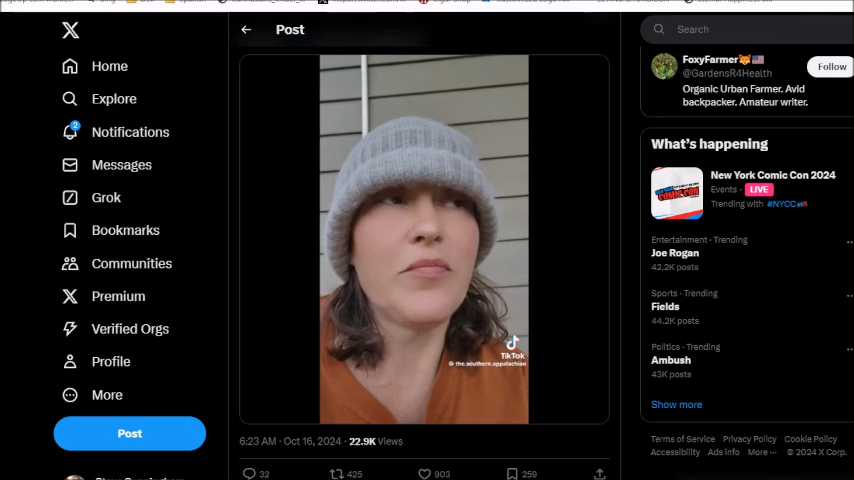 Post
Home
Explore
2
Notifications
Messages
Grok
Bookmarks
Communities
Premium
Verified Orgs
Profile
More
Post
TikTok
@ the.southern.appalachian
6:23 AM · Oct 16, 2024 · 22.9K Views
32 425 903 259
Search
FoxyFarmer
@GardensR4Health
Follow
Organic Urban Farmer. Avid
backpacker. Amateur writer.
What's happening
COMIC CON
New York Comic Con 2024
Events · LIVE
Trending with #NYCC
Entertainment · Trending
Joe Rogan
42.2K posts
Sports · Trending
Fields
44.2K posts
Politics · Trending
Ambush
43K posts
Show more
Terms of Service Privacy Policy Cookie Policy
Accessibility Ads info More ··· © 2024 X Corp.